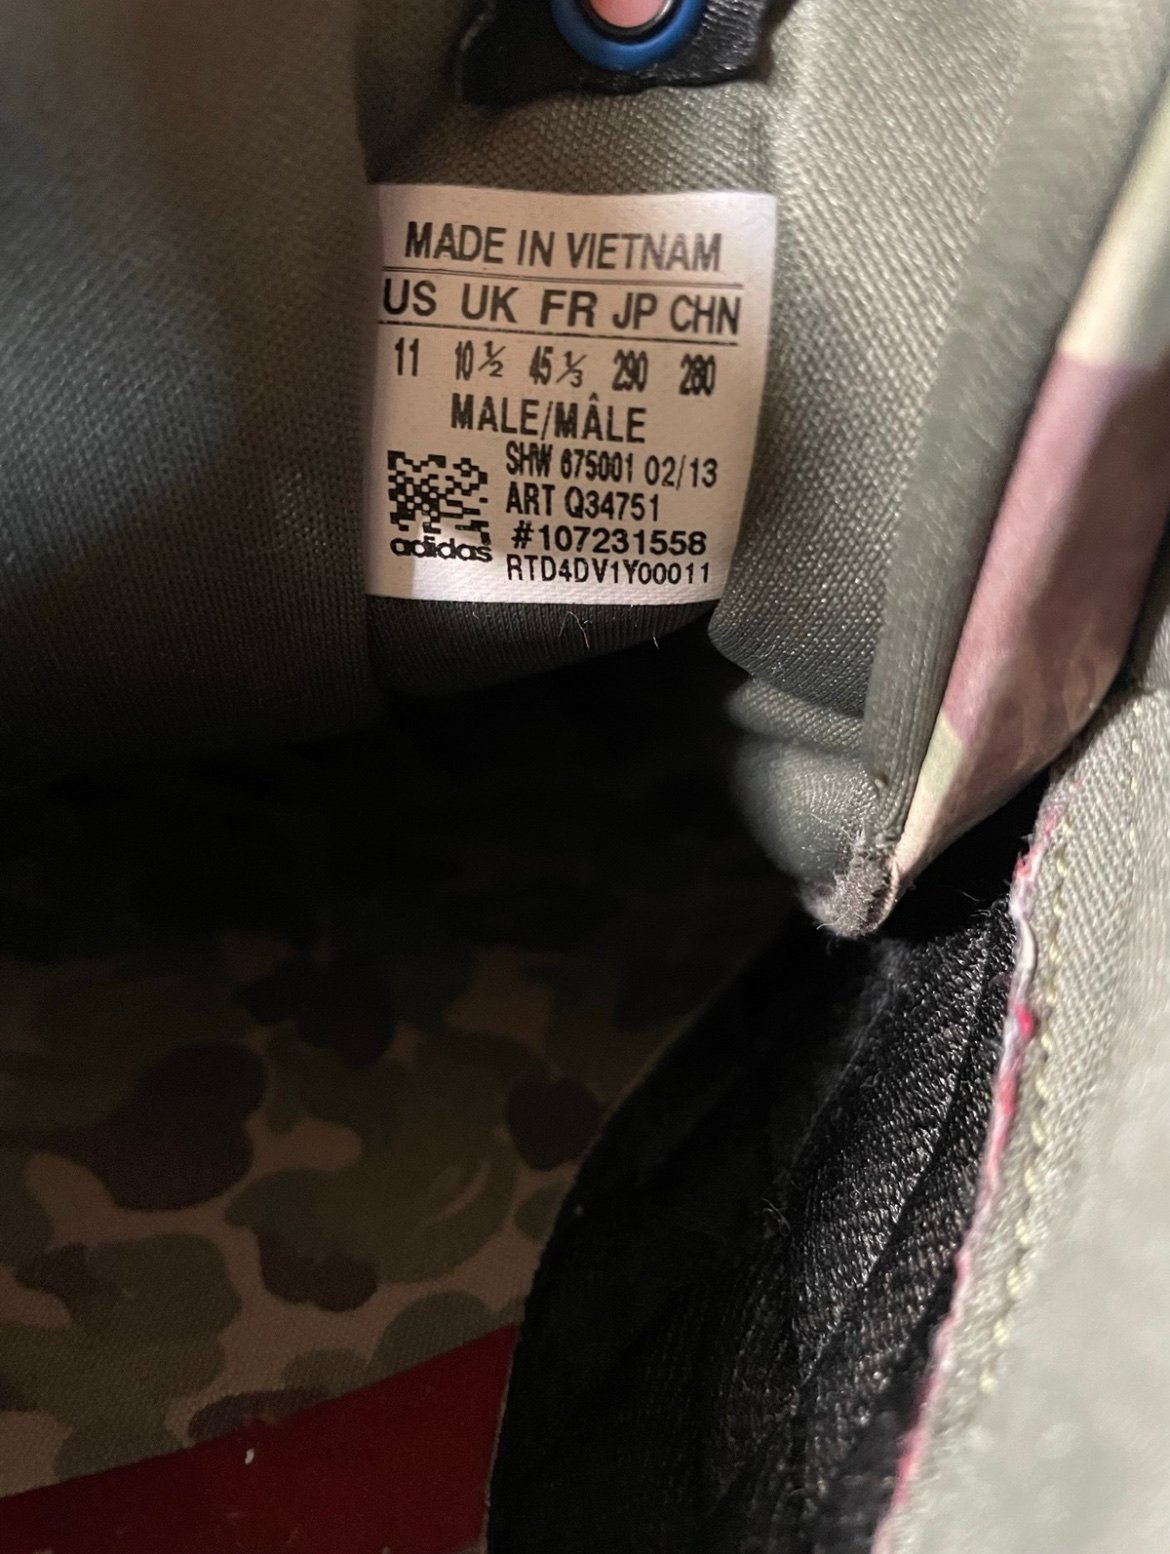 MADE IN VIETNAM
US UK FR JP CHN
11 10½ 45⅓ 290 280
MALE/MÂLE
SHW 675001 02/13
ART Q34751
#107231558
adidas
RTD4DV1Y00011